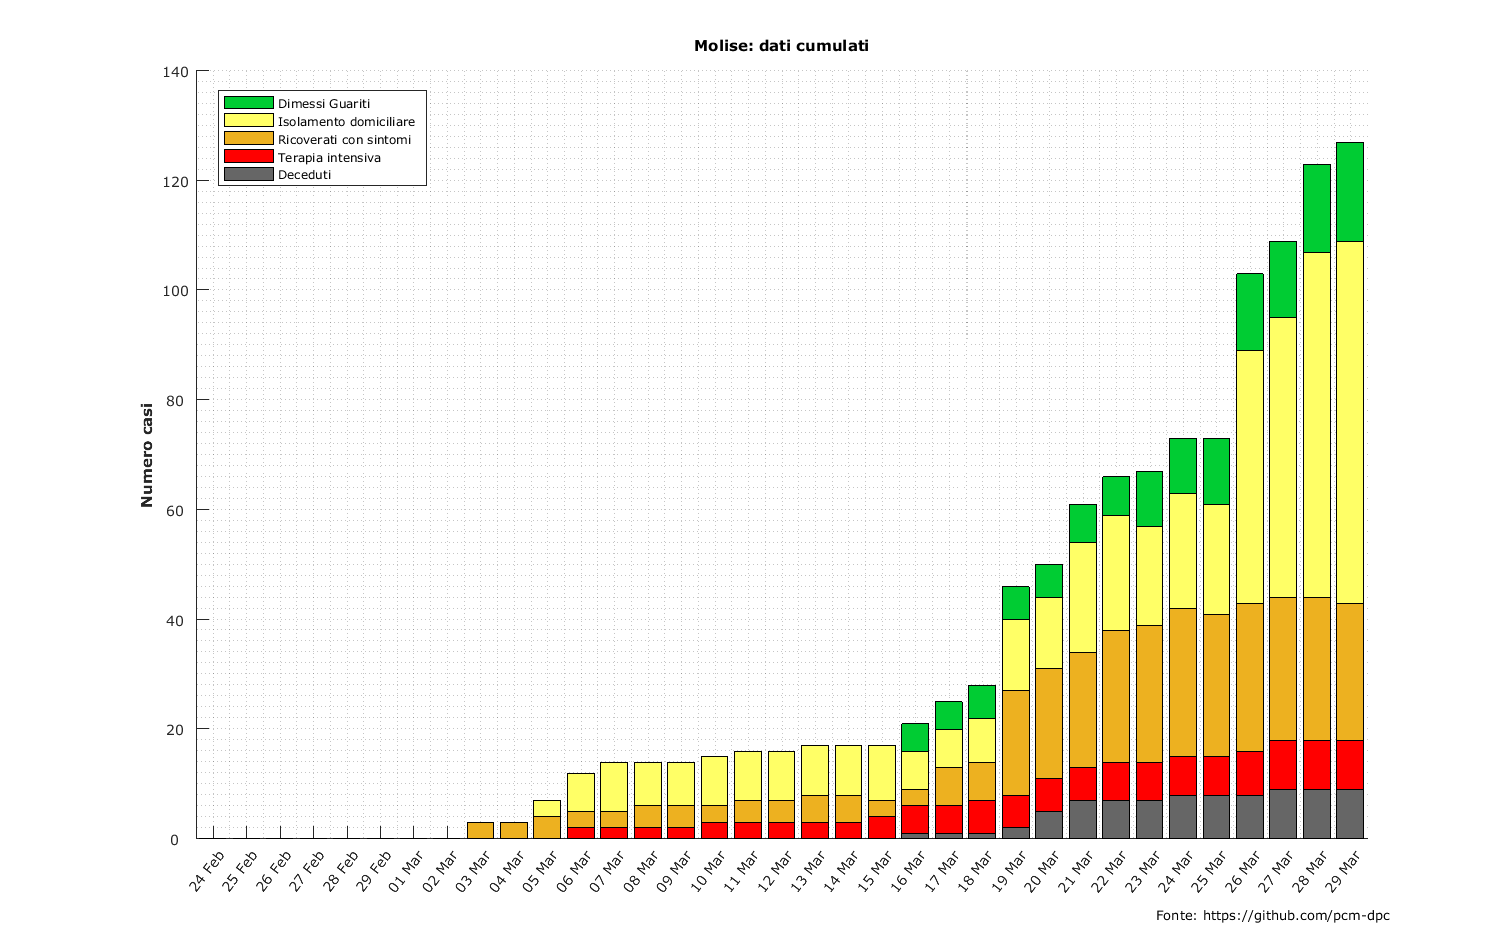 Molise: dati cumulati
140
120
100
80
60
40
20
0
Numero casi
Dimessi Guariti
Isolamento domiciliare
Ricoverati con sintomi
Terapia intensiva
Deceduti
24 Feb
25 Feb
26 Feb
27 Feb
28 Feb
29 Feb
01 Mar
02 Mar
03 Mar
04 Mar
05 Mar
06 Mar
07 Mar
08 Mar
09 Mar
10 Mar
11 Mar
12 Mar
13 Mar
14 Mar
15 Mar
16 Mar
17 Mar
18 Mar
19 Mar
20 Mar
21 Mar
22 Mar
23 Mar
24 Mar
25 Mar
26 Mar
27 Mar
28 Mar
29 Mar
Fonte: https://github.com/pcm-dpc